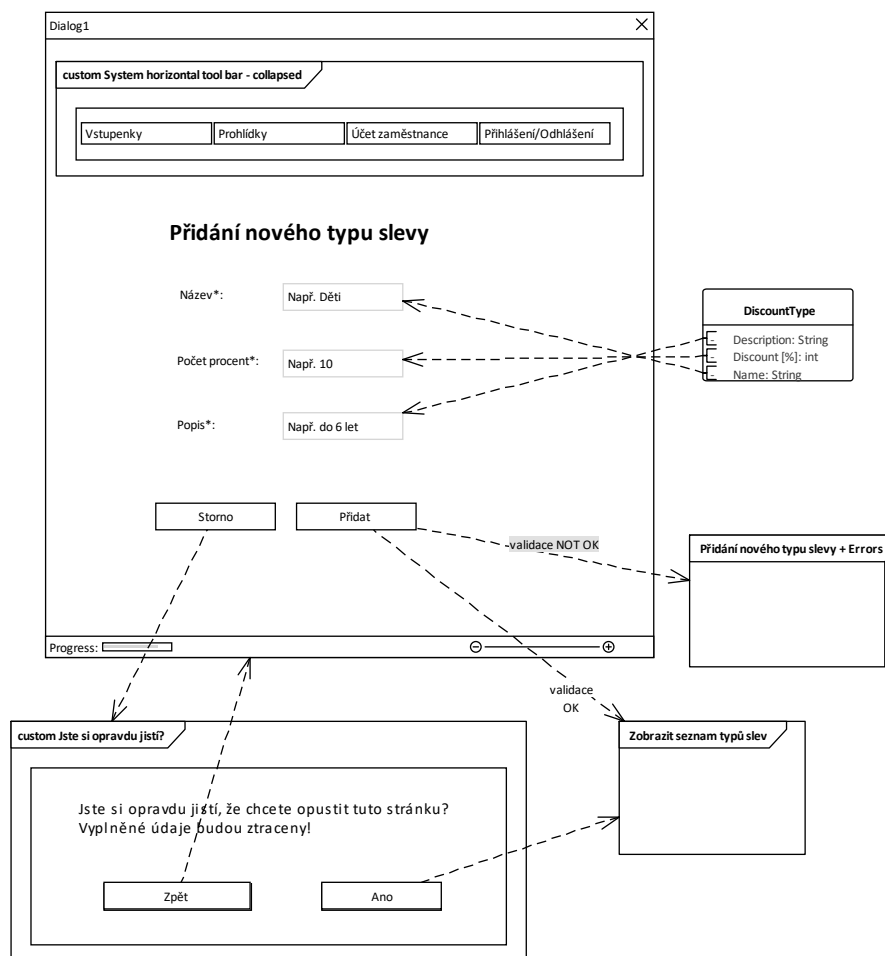 Dialog1
custom System horizontal tool bar - collapsed
Vstupenky
Prohlídky
Účet zaměstnance
Přihlášení/Odhlášení
Přidání nového typu slevy
Název*:
Např. Děti
Počet procent*:
Např. 10
Popis*:
Např. do 6 let
DiscountType
- Description: String
- Discount [%]: int
- Name: String
Storno
Přidat
validace NOT OK
Přidání nového typu slevy + Errors
Progress:
validace
OK
custom Jste si opravdu jistí?
Zobrazit seznam typů slev
Jste si opravdu jistí, že chcete opustit tuto stránku?
Vyplněné údaje budou ztraceny!
Zpět
Ano